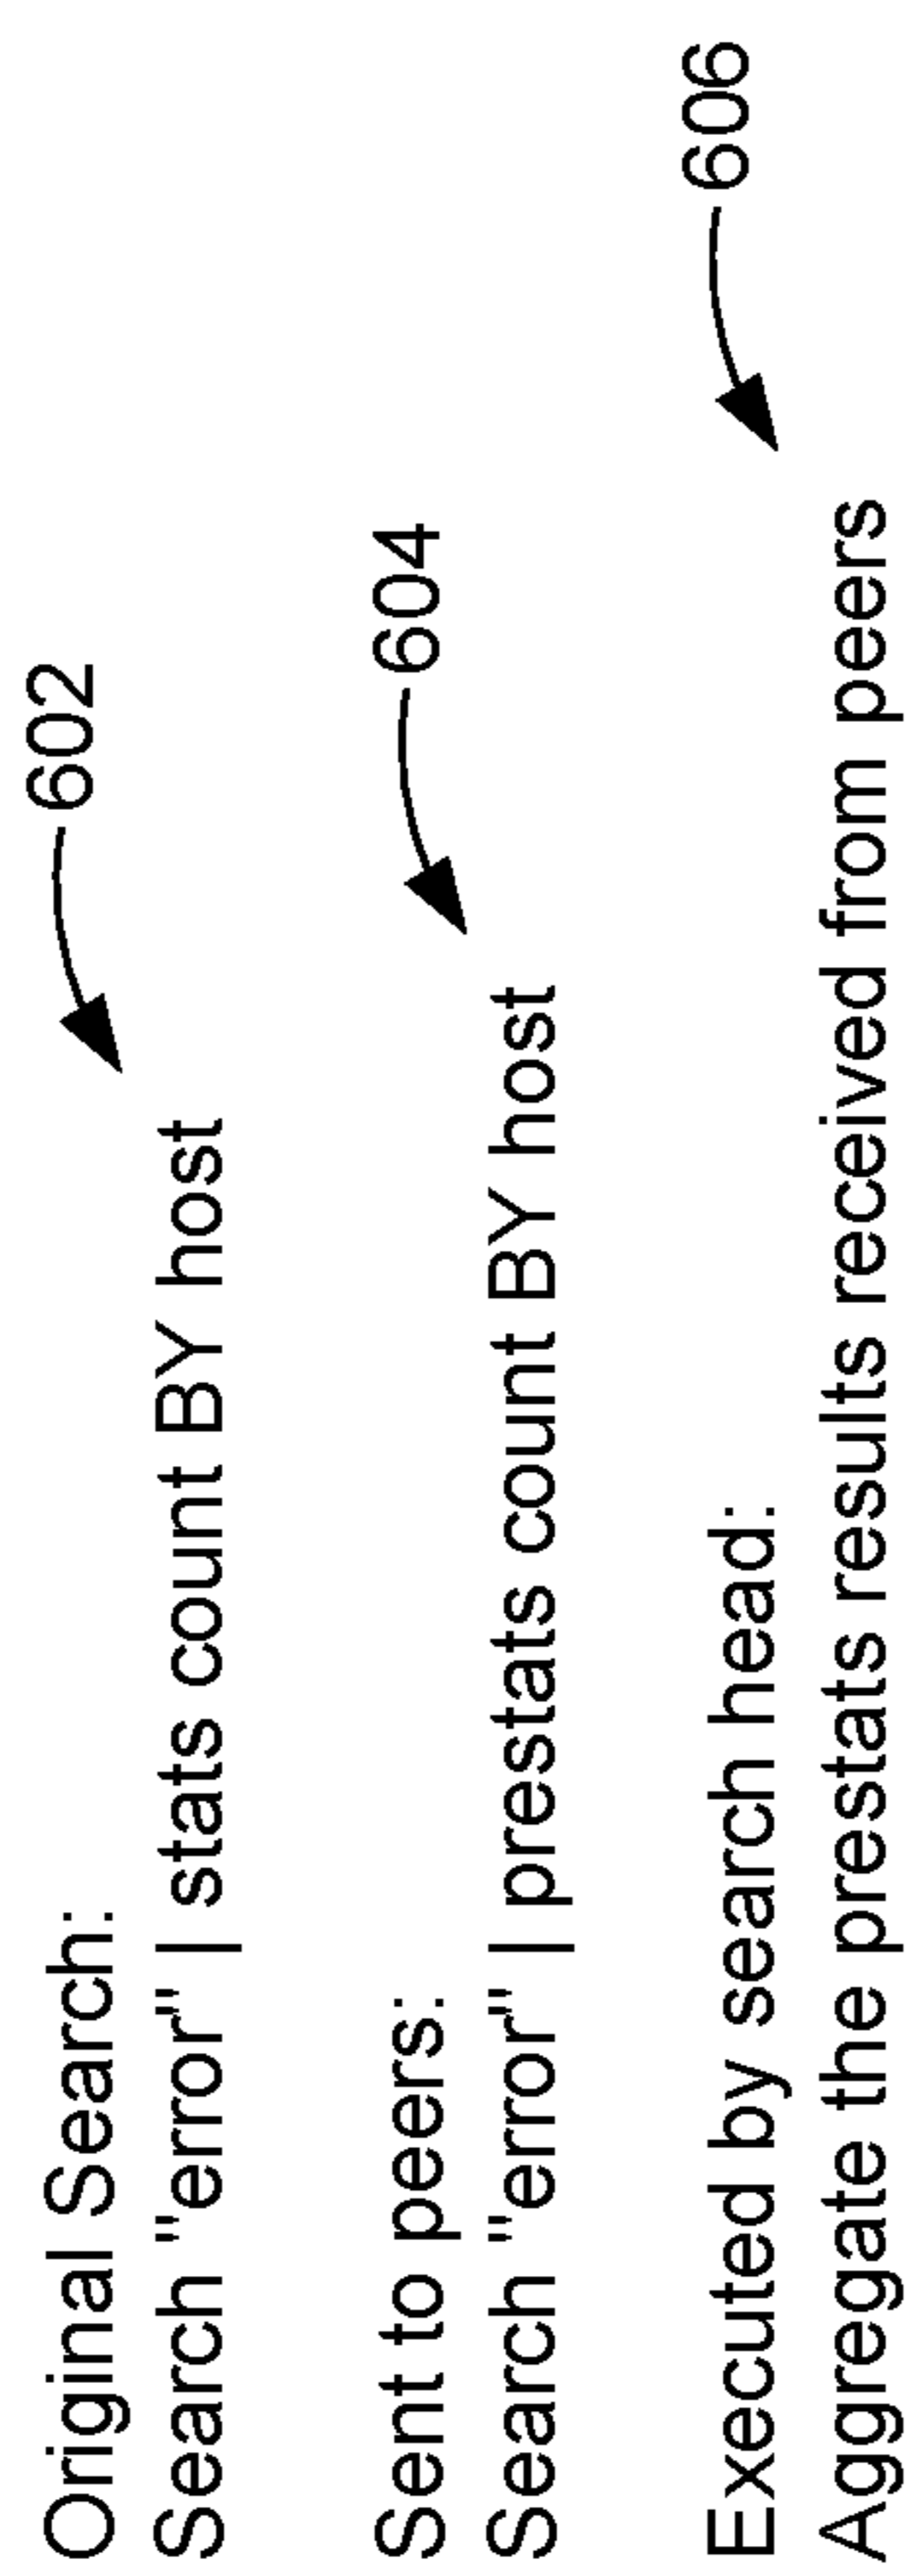 Original Search: 602
Search "error" | stats count BY host
Sent to peers: 604
Search "error" | prestats count BY host
Executed by search head: 606
Aggregate the prestats results received from peers